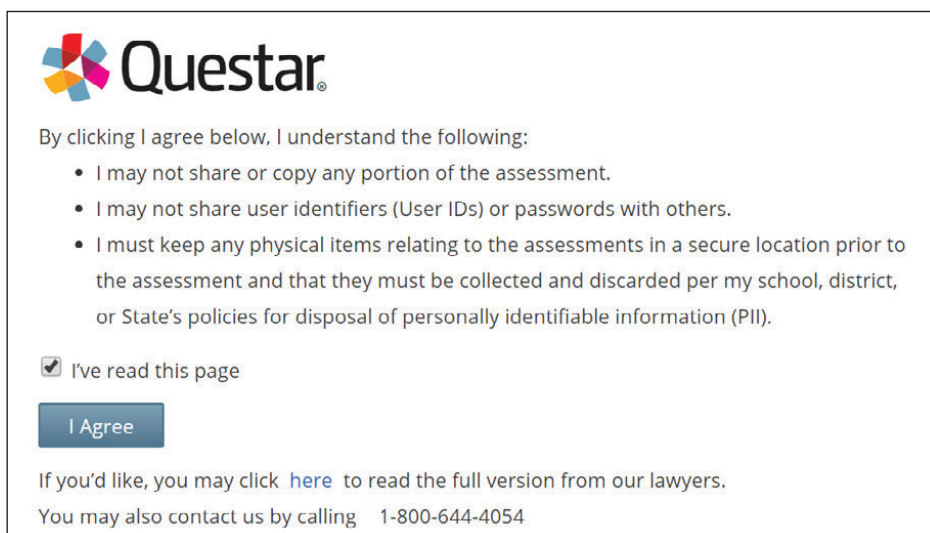 Questar®
By clicking I agree below, I understand the following:
• I may not share or copy any portion of the assessment.
• I may not share user identifiers (User IDs) or passwords with others.
• I must keep any physical items relating to the assessments in a secure location prior to
the assessment and that they must be collected and discarded per my school, district,
or State’s policies for disposal of personally identifiable information (PII).
I’ve read this page
I Agree
If you’d like, you may click here to read the full version from our lawyers.
You may also contact us by calling 1-800-644-4054